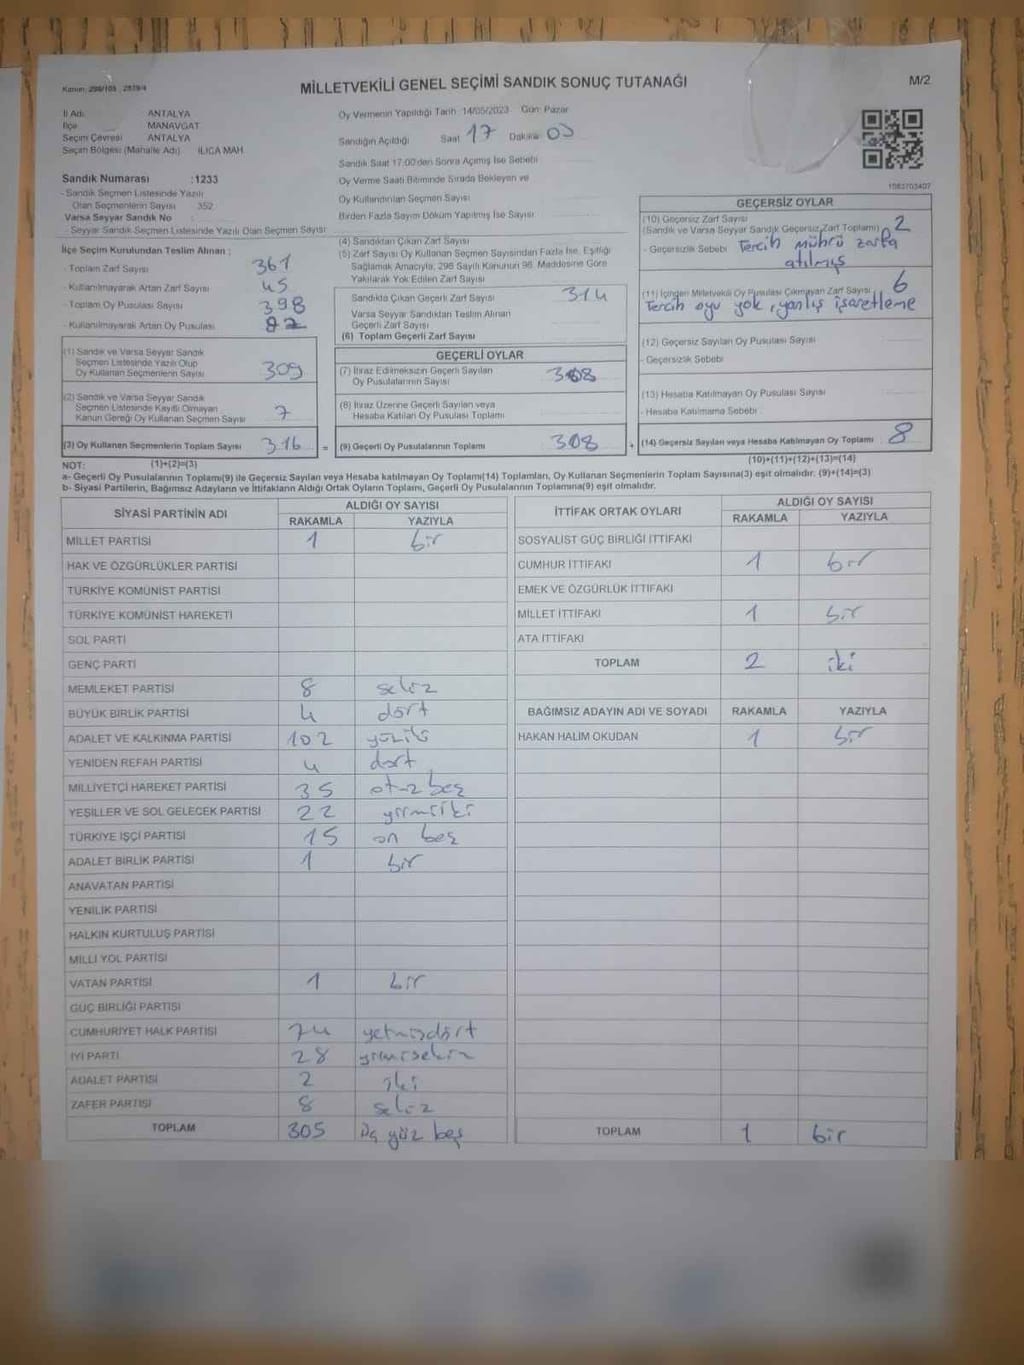 Kanun: 298/105 , 2839/4
MİLLETVEKİLİ GENEL SEÇİMİ SANDIK SONUÇ TUTANAĞI
M/2
İl Adı ANTALYA
İlçe MANAVGAT
Seçim Çevresi ANTALYA
Seçim Bölgesi (Mahalle Adı) ILICA MAH.
Oy Vermenin Yapıldığı Tarih 14/05/2023 Gün: Pazar
Sandığın Açıldığı Saat 17 Dakika 00
Sandık Saat 17:00'den Sonra Açılmış İse Sebebi
Sandık Numarası :1233
- Sandık Seçmen Listesinde Yazılı
Olan Seçmenlerin Sayısı 352
Varsa Seyyar Sandık No :
Seyyar Sandık Seçmen Listesinde Yazılı Olan Seçmen Sayısı
Oy Verme Saati Bitiminde Sırada Bekleyen ve
Oy Kullandırılan Seçmen Sayısı
Birden Fazla Sayım Döküm Yapılmış İse Sayısı
1983703407
İlçe Seçim Kurulundan Teslim Alınan :
- Toplam Zarf Sayısı 361
- Kullanılmayarak Artan Zarf Sayısı 45
- Toplam Oy Pusulası Sayısı 398
- Kullanılmayarak Artan Oy Pusulası 82
(1) Sandık ve Varsa Seyyar Sandık
Seçmen Listesinde Yazılı Olup
Oy Kullanan Seçmenlerin Sayısı 309
(2) Sandık ve Varsa Seyyar Sandık
Seçmen Listesinde Kayıtlı Olmayan
Kanun Gereği Oy Kullanan Seçmen Sayısı 7
(3) Oy Kullanan Seçmenlerin Toplam Sayısı 316 =
(4) Sandıktan Çıkan Zarf Sayısı
(5) Zarf Sayısı Oy Kullanan Seçmen Sayısından Fazla İse, Eşitliği
Sağlamak Amacıyla, 298 Sayılı Kanunun 98. Maddesine Göre
Yakılarak Yok Edilen Zarf Sayısı
Sandıkta Çıkan Geçerli Zarf Sayısı 314
Varsa Seyyar Sandıktan Teslim Alınan
Geçerli Zarf Sayısı
(6) Toplam Geçerli Zarf Sayısı
GEÇERLİ OYLAR
(7) İtiraz Edilmeksizin Geçerli Sayılan
Oy Pusulalarının Sayısı 308
(8) İtiraz Üzerine Geçerli Sayılan veya
Hesaba Katılan Oy Pusulası Toplamı
(9) Geçerli Oy Pusulalarının Toplamı 308 +
GEÇERSİZ OYLAR
(10) Geçersiz Zarf Sayısı
(Sandık ve Varsa Seyyar Sandık Geçersiz Zarf Toplamı) 2
- Geçersizlik Sebebi Tercih mührü zarfa
atılmış
(11) İçinden Milletvekili Oy Pusulası Çıkmayan Zarf Sayısı 6
Tercih oyu yok, yanlış işaretleme
(12) Geçersiz Sayılan Oy Pusulası Sayısı
- Geçersizlik Sebebi
(13) Hesaba Katılmayan Oy Pusulası Sayısı
- Hesaba Katılmama Sebebi
(14) Geçersiz Sayılan veya Hesaba Katılmayan Oy Toplamı 8
NOT: (1)+(2)=(3)
(10)+(11)+(12)+(13)=(14)
a- Geçerli Oy Pusulalarının Toplamı(9) ile Geçersiz Sayılan veya Hesaba katılmayan Oy Toplamı(14) Toplamları, Oy Kullanan Seçmenlerin Toplam Sayısına(3) eşit olmalıdır. (9)+(14)=(3)
b- Siyasi Partilerin, Bağımsız Adayların ve İttifakların Aldığı Oyların Toplamı, Geçerli Oy Pusulalarının Toplamına(9) eşit olmalıdır.
SİYASİ PARTİNİN ADI ALDIĞI OY SAYISI
RAKAMLA YAZIYLA
MİLLET PARTİSİ 1 bir
HAK VE ÖZGÜRLÜKLER PARTİSİ
TÜRKİYE KOMÜNİST PARTİSİ
TÜRKİYE KOMÜNİST HAREKETİ
SOL PARTİ
GENÇ PARTİ
MEMLEKET PARTİSİ 8 sekiz
BÜYÜK BİRLİK PARTİSİ 4 dört
ADALET VE KALKINMA PARTİSİ 102 yüziki
YENİDEN REFAH PARTİSİ 4 dört
MİLLİYETÇİ HAREKET PARTİSİ 35 otuz beş
YEŞİLLER VE SOL GELECEK PARTİSİ 22 yirmiiki
TÜRKİYE İŞÇİ PARTİSİ 15 on beş
ADALET BİRLİK PARTİSİ 1 bir
ANAVATAN PARTİSİ
YENİLİK PARTİSİ
HALKIN KURTULUŞ PARTİSİ
MİLLİ YOL PARTİSİ
VATAN PARTİSİ 1 bir
GÜÇ BİRLİĞİ PARTİSİ
CUMHURİYET HALK PARTİSİ 74 yetmişdört
İYİ PARTİ 28 yirmisekiz
ADALET PARTİSİ 2 iki
ZAFER PARTİSİ 8 sekiz
TOPLAM 305 üç yüz beş
İTTİFAK ORTAK OYLARI ALDIĞI OY SAYISI
RAKAMLA YAZIYLA
SOSYALİST GÜÇ BİRLİĞİ İTTİFAKI
CUMHUR İTTİFAKI 1 bir
EMEK VE ÖZGÜRLÜK İTTİFAKI
MİLLET İTTİFAKI 1 bir
ATA İTTİFAKI
TOPLAM 2 iki
BAĞIMSIZ ADAYIN ADI VE SOYADI RAKAMLA YAZIYLA
HAKAN HALİM OKUDAN 1 bir
TOPLAM 1 bir